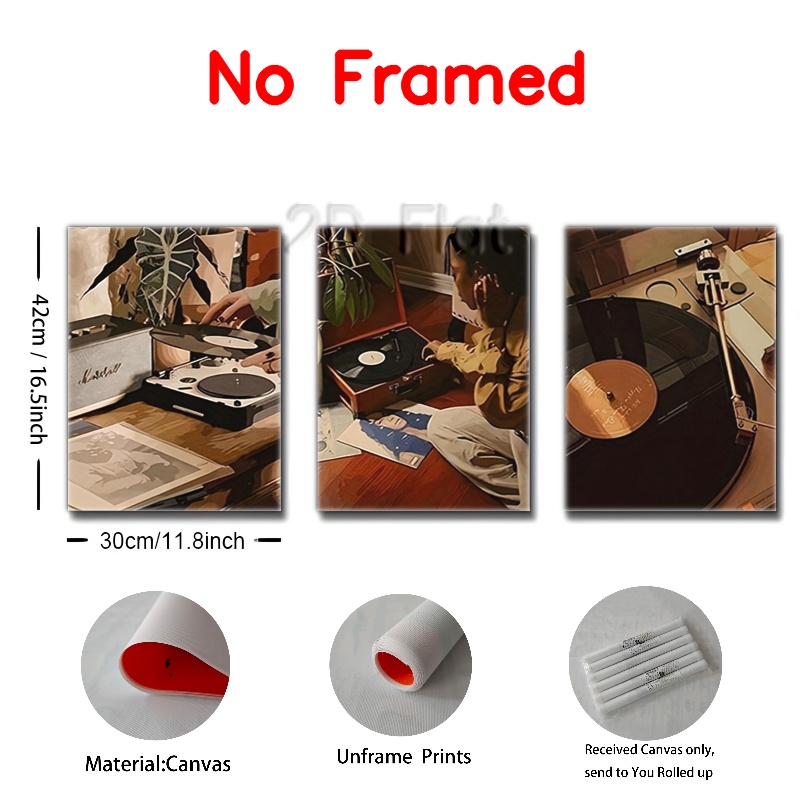 No Framed
2D Flat
42cm / 16.5inch
Marshall
30cm/11.8inch
Material:Canvas
Unframe Prints
Received Canvas only,
send to You Rolled up